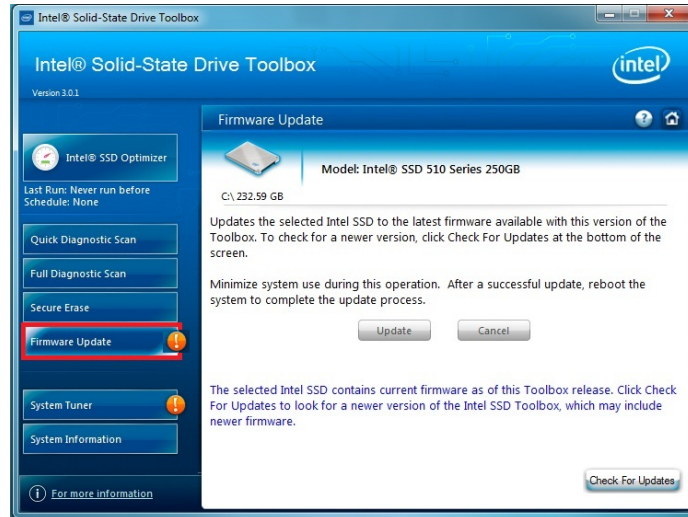 Intel® Solid-State Drive Toolbox
Intel® Solid-State Drive Toolbox
Version 3.0.1
intel
Intel® SSD Optimizer
Last Run: Never run before
Schedule: None
Quick Diagnostic Scan
Full Diagnostic Scan
Secure Erase
Firmware Update
!
System Tuner
!
System Information
i For more information
Firmware Update
?
Model: Intel® SSD 510 Series 250GB
C:\ 232.59 GB
Updates the selected Intel SSD to the latest firmware available with this version of the
Toolbox. To check for a newer version, click Check For Updates at the bottom of the
screen.
Minimize system use during this operation. After a successful update, reboot the
system to complete the update process.
Update
Cancel
The selected Intel SSD contains current firmware as of this Toolbox release. Click Check
For Updates to look for a newer version of the Intel SSD Toolbox, which may include
newer firmware.
Check For Updates